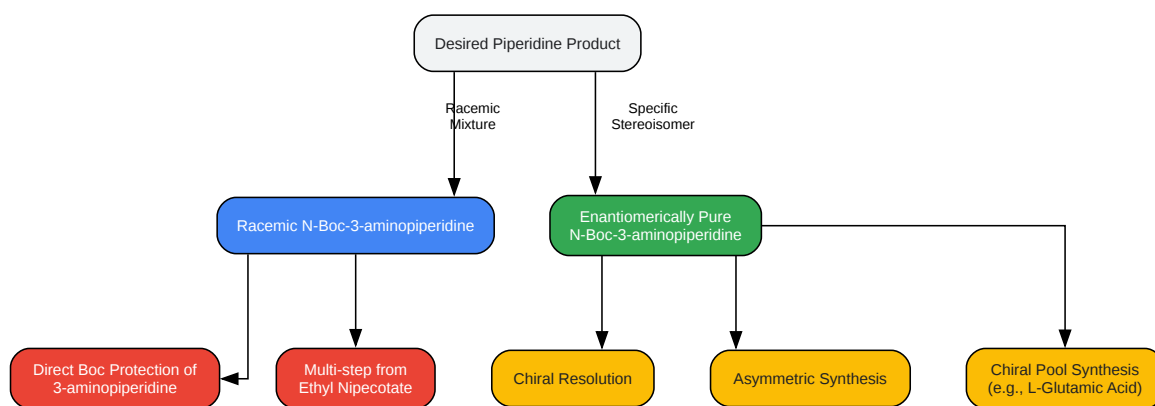 Desired Piperidine Product
Racemic
Mixture
Specific
Stereoisomer
Racemic N-Boc-3-aminopiperidine
Enantiomerically Pure
N-Boc-3-aminopiperidine
Direct Boc Protection of
3-aminopiperidine
Multi-step from
Ethyl Nipecotate
Chiral Resolution
Asymmetric Synthesis
Chiral Pool Synthesis
(e.g., L-Glutamic Acid)